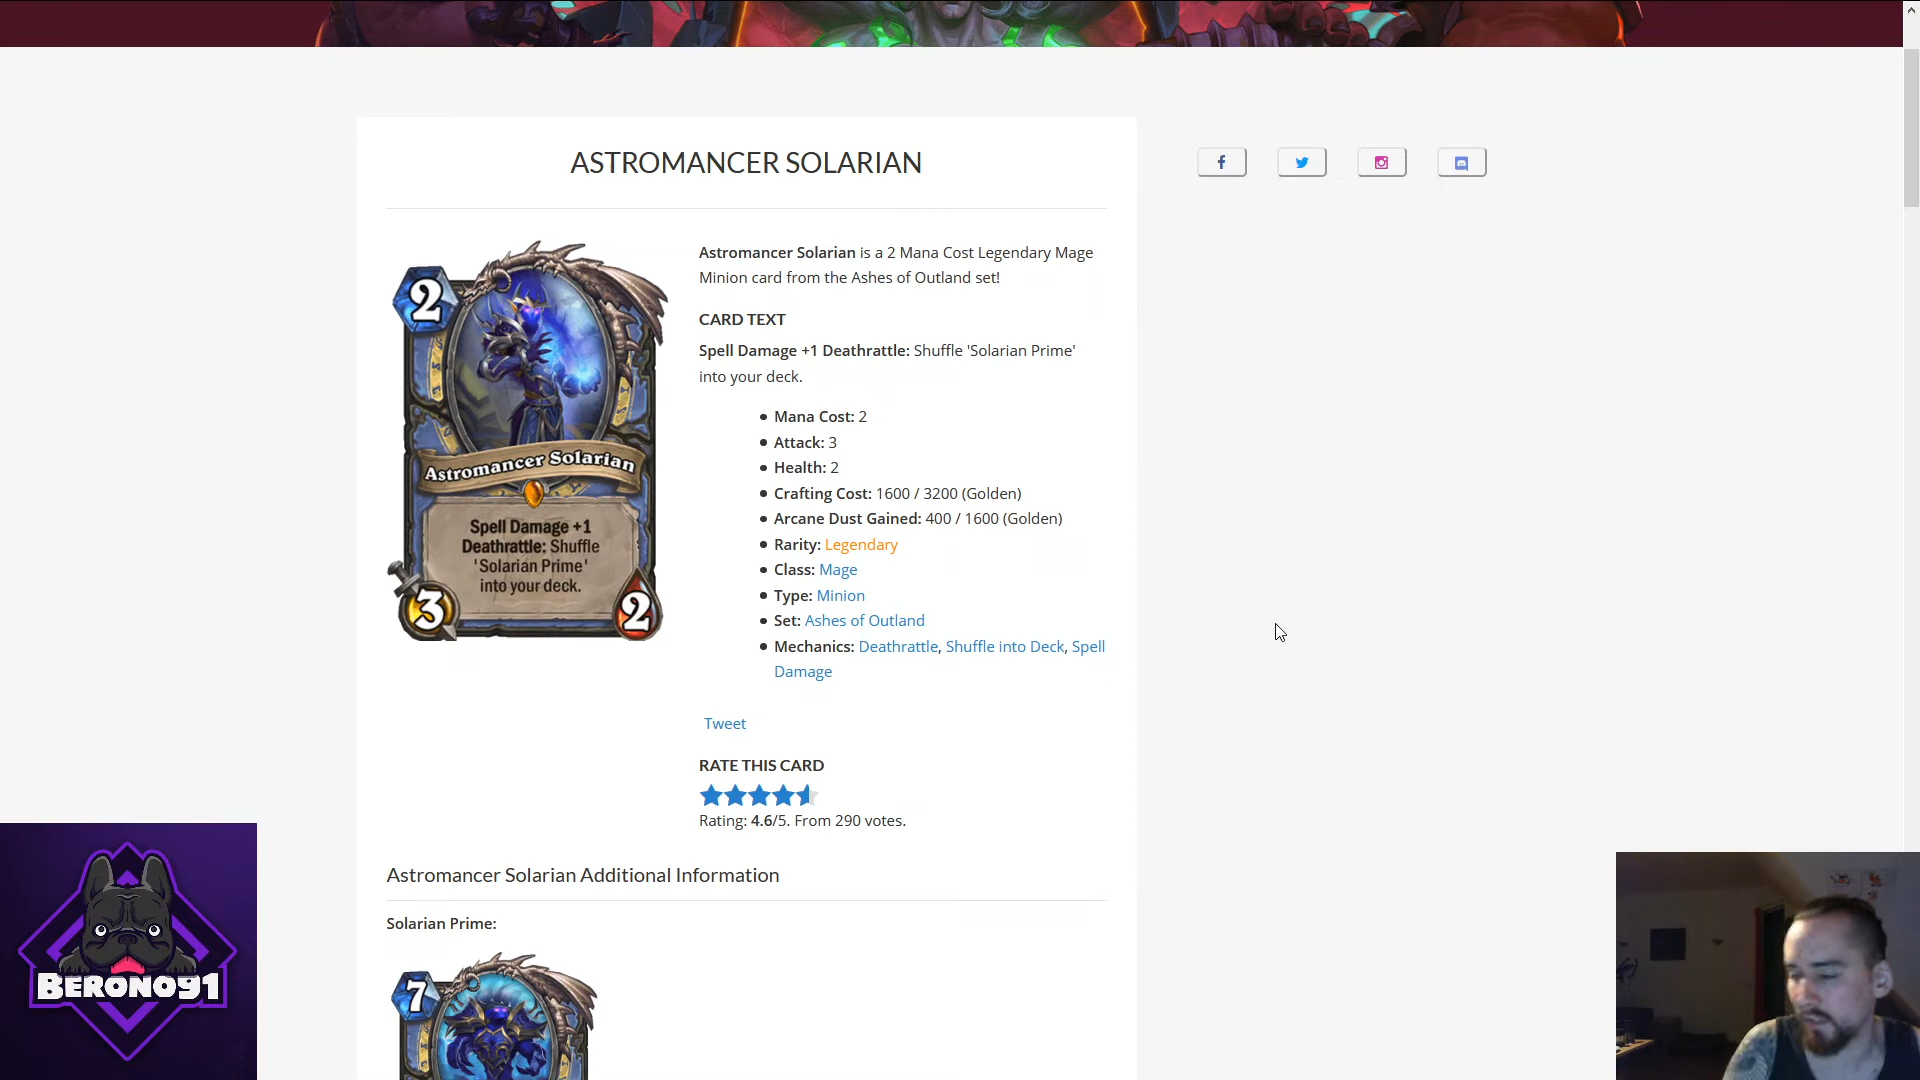 ASTROMANCER SOLARIAN
2
Astromancer Solarian
Spell Damage +1
Deathrattle: Shuffle
'Solarian Prime'
into your deck.
3
2
Astromancer Solarian is a 2 Mana Cost Legendary Mage
Minion card from the Ashes of Outland set!
CARD TEXT
Spell Damage +1 Deathrattle: Shuffle 'Solarian Prime'
into your deck.
Mana Cost: 2
Attack: 3
Health: 2
Crafting Cost: 1600 / 3200 (Golden)
Arcane Dust Gained: 400 / 1600 (Golden)
Rarity: Legendary
Class: Mage
Type: Minion
Set: Ashes of Outland
Mechanics: Deathrattle, Shuffle into Deck, Spell
Damage
Tweet
RATE THIS CARD
Rating: 4.6/5. From 290 votes.
Astromancer Solarian Additional Information
Solarian Prime:
7
BERONO91